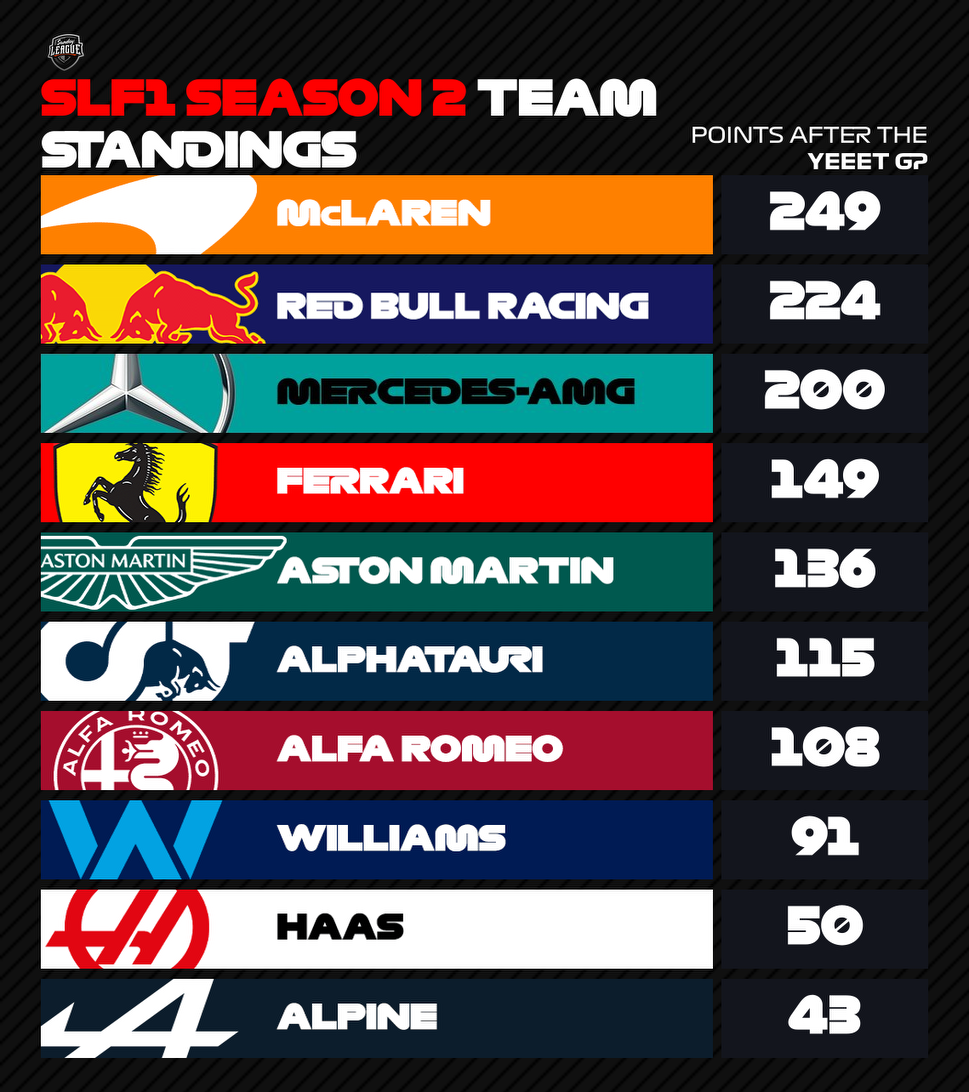 Sunday
LEAGUE
SLF1 SEASON 2 TEAM
STANDINGS
POINTS AFTER THE
YEEET GP
McLAREN 249
RED BULL RACING 224
MERCEDES-AMG 200
FERRARI 149
ASTON MARTIN ASTON MARTIN 136
ALPHATAURI 115
ALFA ROMEO ALFA ROMEO 108
WILLIAMS 91
HAAS 50
ALPINE 43